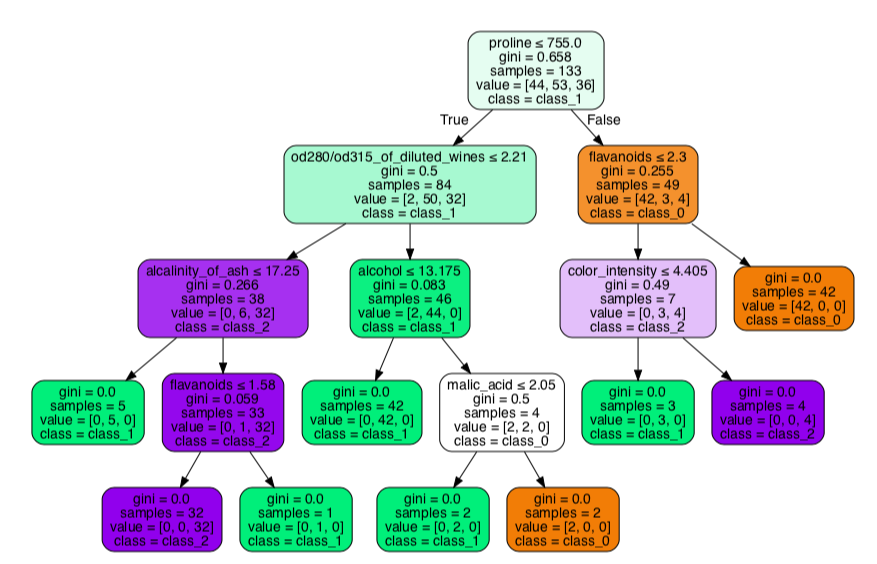 proline ≤ 755.0
gini = 0.658
samples = 133
value = [44, 53, 36]
class = class_1
True
False
od280/od315_of_diluted_wines ≤ 2.21
gini = 0.5
samples = 84
value = [2, 50, 32]
class = class_1
flavanoids ≤ 2.3
gini = 0.255
samples = 49
value = [42, 3, 4]
class = class_0
alcalinity_of_ash ≤ 17.25
gini = 0.266
samples = 38
value = [0, 6, 32]
class = class_2
alcohol ≤ 13.175
gini = 0.083
samples = 46
value = [2, 44, 0]
class = class_1
color_intensity ≤ 4.405
gini = 0.49
samples = 7
value = [0, 3, 4]
class = class_2
gini = 0.0
samples = 42
value = [42, 0, 0]
class = class_0
gini = 0.0
samples = 5
value = [0, 5, 0]
class = class_1
flavanoids ≤ 1.58
gini = 0.059
samples = 33
value = [0, 1, 32]
class = class_2
gini = 0.0
samples = 42
value = [0, 42, 0]
class = class_1
malic_acid ≤ 2.05
gini = 0.5
samples = 4
value = [2, 2, 0]
class = class_0
gini = 0.0
samples = 3
value = [0, 3, 0]
class = class_1
gini = 0.0
samples = 4
value = [0, 0, 4]
class = class_2
gini = 0.0
samples = 32
value = [0, 0, 32]
class = class_2
gini = 0.0
samples = 1
value = [0, 1, 0]
class = class_1
gini = 0.0
samples = 2
value = [0, 2, 0]
class = class_1
gini = 0.0
samples = 2
value = [2, 0, 0]
class = class_0